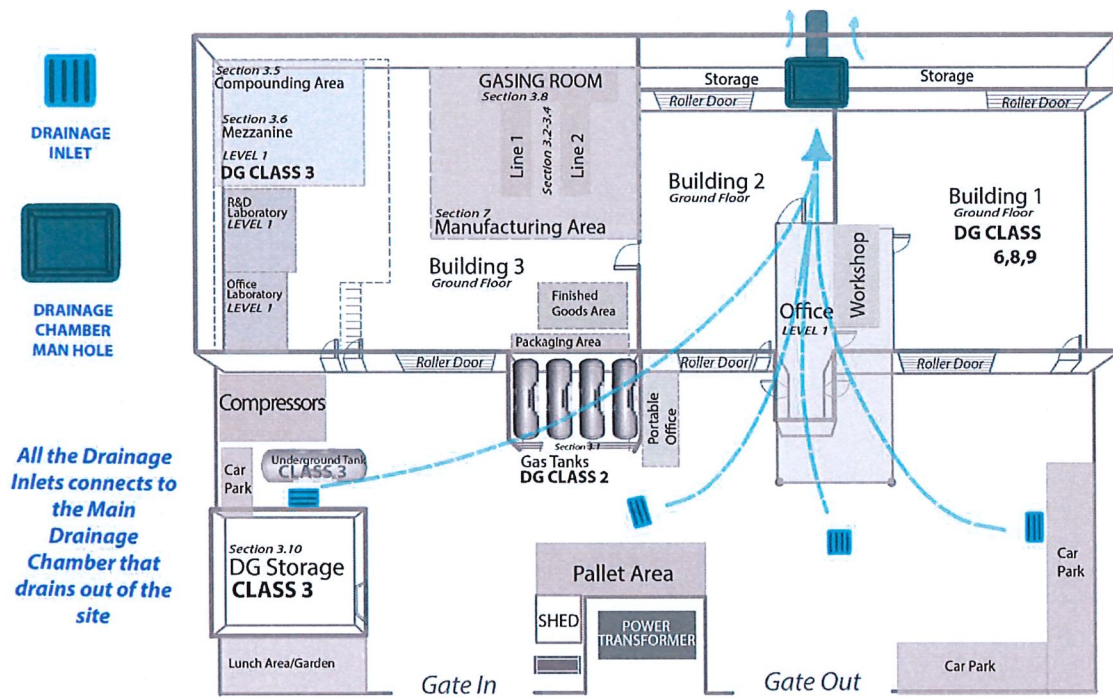 DRAINAGE
INLET
DRAINAGE
CHAMBER
MAN HOLE
All the Drainage
Inlets connects to
the Main
Drainage
Chamber that
drains out of the
site
Section 3.5
Compounding Area
Section 3.6
Mezzanine
LEVEL 1
DG CLASS 3
R&D
Laboratory
LEVEL 1
Office
Laboratory
LEVEL 1
GASING ROOM
Section 3.8
Line 1
Section 3.2-3.4
Line 2
Section 7
Manufacturing Area
Building 3
Ground Floor
Finished
Goods Area
Packaging Area
Roller Door
Storage
Roller Door
Storage
Roller Door
Building 2
Ground Floor
Building 1
Ground Floor
DG CLASS
6,8,9
Workshop
Office
LEVEL 1
Roller Door
Roller Door
Compressors
Car
Park
Underground Tank
CLASS 3
Section 3.1
Gas Tanks
DG CLASS 2
Portable
Office
Section 3.10
DG Storage
CLASS 3
Lunch Area/Garden
Pallet Area
SHED
POWER
TRANSFORMER
Car
Park
Car Park
Gate In
Gate Out